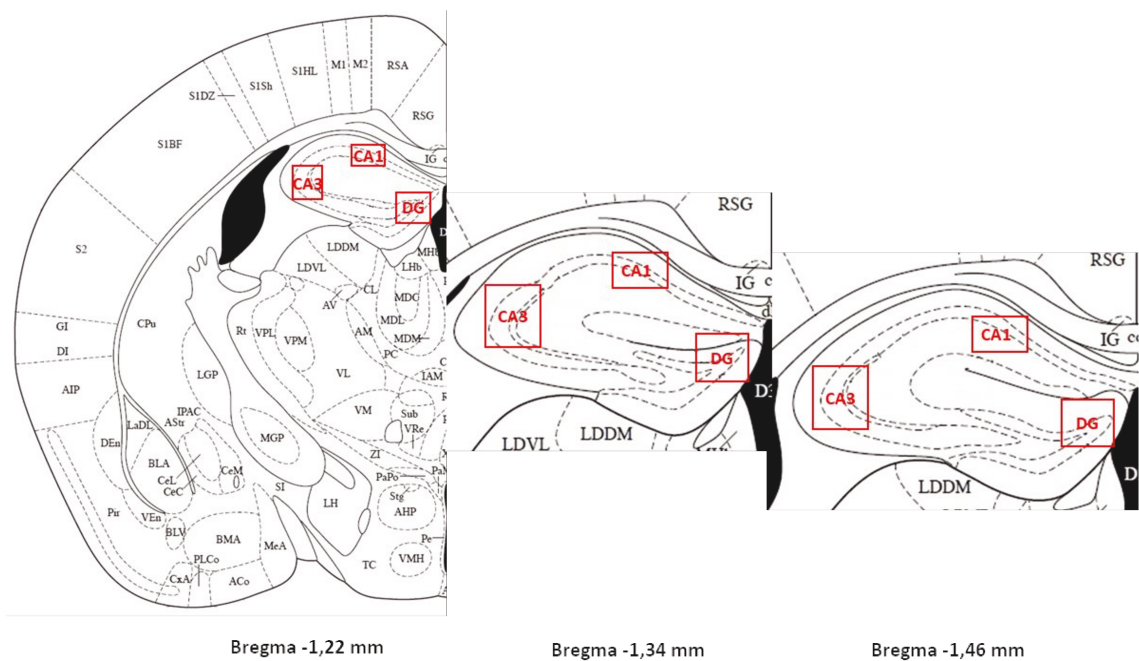 S1HL
M1
M2
RSA
S1Sh
S1DZ
RSG
S1BF
CA1
IG
CA3
DG
S2
LDDM
LDVL
MHb
LHb
CL
AV
MDC
CPu
GI
DI
Rt
VPL
VPM
AM
MDL
MDM
PC
AIP
LGP
VL
IAM
IPAC
AStr
LaDL
VM
Sub
VRe
DEn
MGP
ZI
BLA
CeM
CeL
CeC
PaPo
SI
Stg
LH
AHP
Pir
VEn
BLV
BMA
MeA
Pe
PLCo
TC
VMH
CxA
ACo
RSG
CA1
IG
CA3
DG
LDVL
LDDM
RSG
CA1
IG
CA3
DG
LDDM
Bregma -1,22 mm
Bregma -1,34 mm
Bregma -1,46 mm